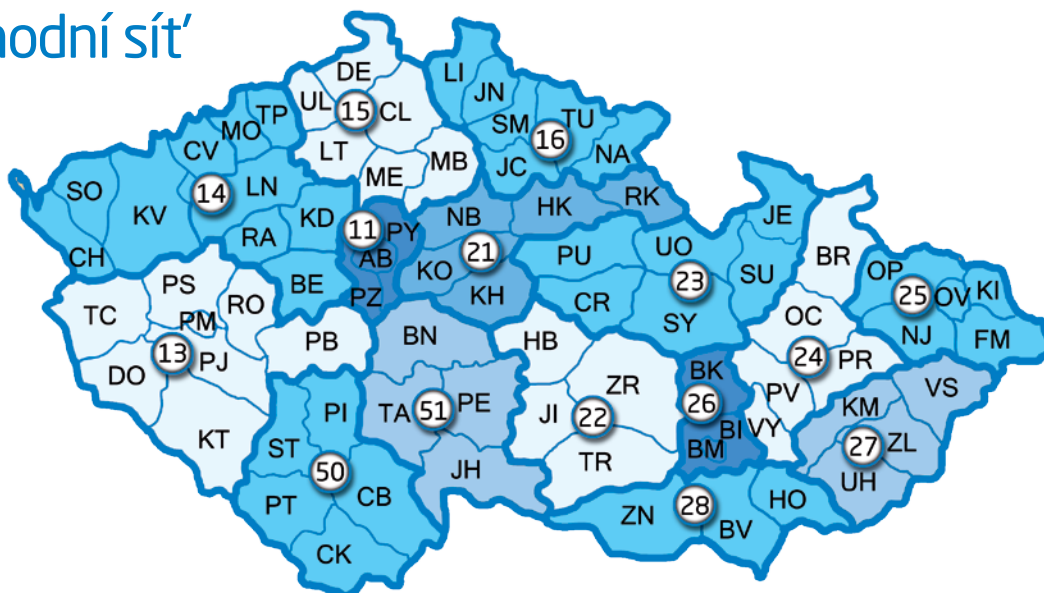 hodní síť
DE
LI
UL
15
CL
JN
TP
MO
SM
TU
16
CV
LT
MB
JC
NA
SO
14
LN
ME
KV
KD
NB
HK
RK
JE
11
PY
RA
21
PU
UO
CH
AB
KO
23
SU
BR
OP
KI
PS
BE
PZ
KH
CR
25
OV
TC
RO
PM
SY
OC
NJ
FM
13
PJ
PB
BN
HB
24
PR
DO
BK
ZR
PV
VS
PI
TA
51
PE
JI
22
26
BI
VY
KM
KT
ST
BM
27
ZL
TR
50
JH
UH
PT
CB
ZN
28
HO
BV
CK